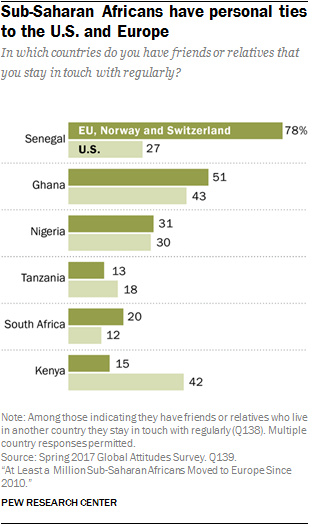 Sub-Saharan Africans have personal ties
to the U.S. and Europe
In which countries do you have friends or relatives that
you stay in touch with regularly?
EU, Norway and Switzerland 78%
Senegal
U.S. 27
51
Ghana
43
31
Nigeria
30
13
Tanzania
18
20
South Africa
12
15
Kenya
42
Note: Among those indicating they have friends or relatives who live
in another country they stay in touch with regularly (Q138). Multiple
country responses permitted.
Source: Spring 2017 Global Attitudes Survey. Q139.
“At Least a Million Sub-Saharan Africans Moved to Europe Since
2010.”
PEW RESEARCH CENTER